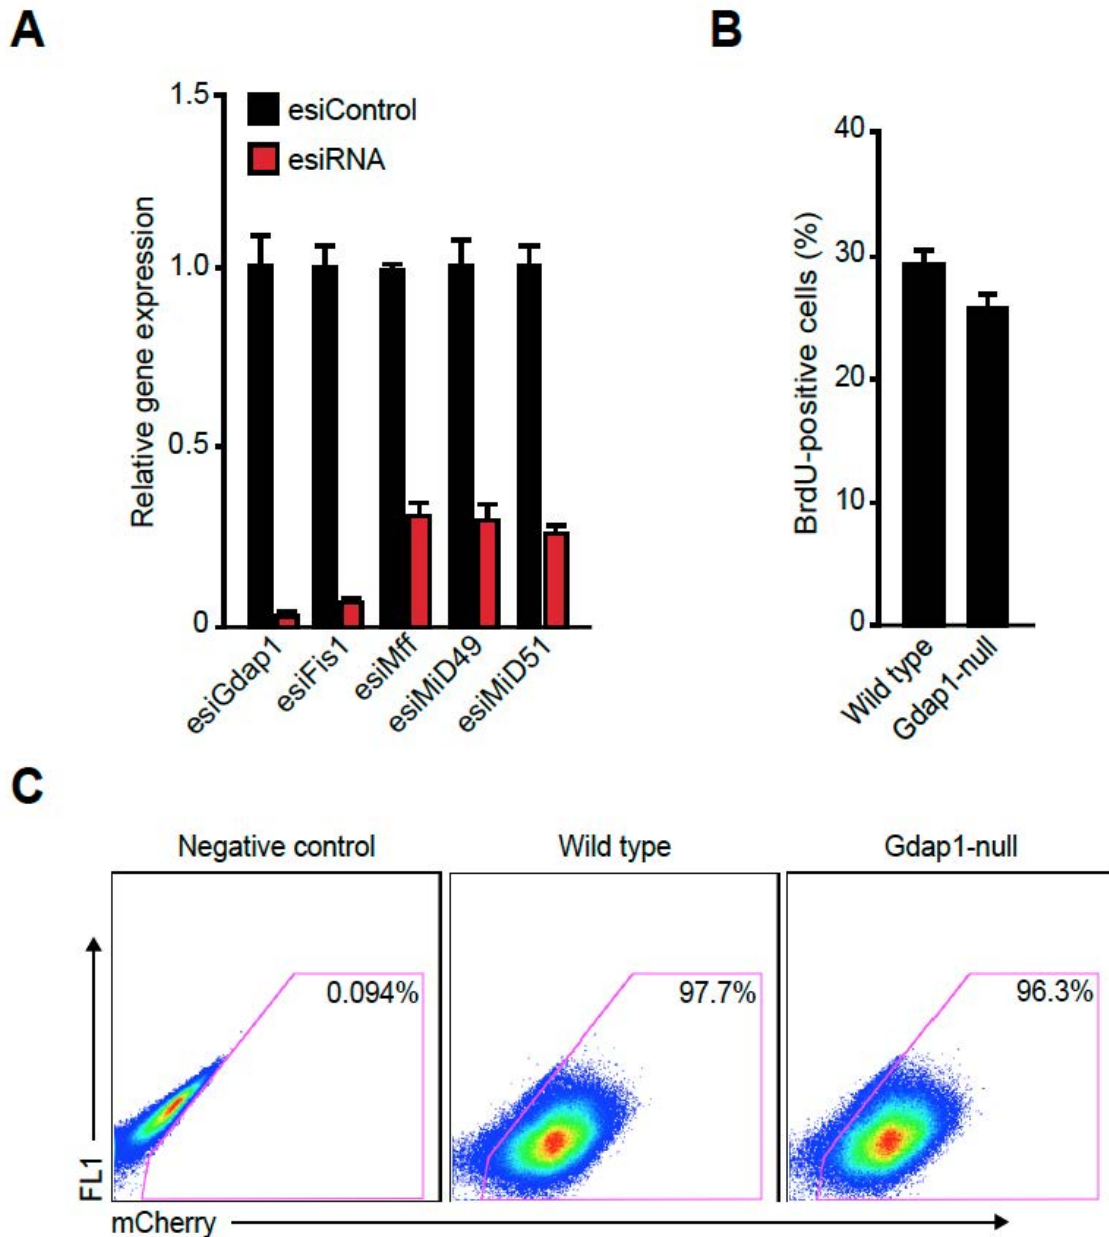 A
B
1.5
1.0
0.5
0
Relative gene expression
esiControl
esiRNA
esiGdap1
esiFis1
esiMff
esiMiD49
esiMiD51
40
30
20
10
0
BrdU-positive cells (%)
Wild type
Gdap1-null
C
Negative control
Wild type
Gdap1-null
0.094%
97.7%
96.3%
FL1
mCherry